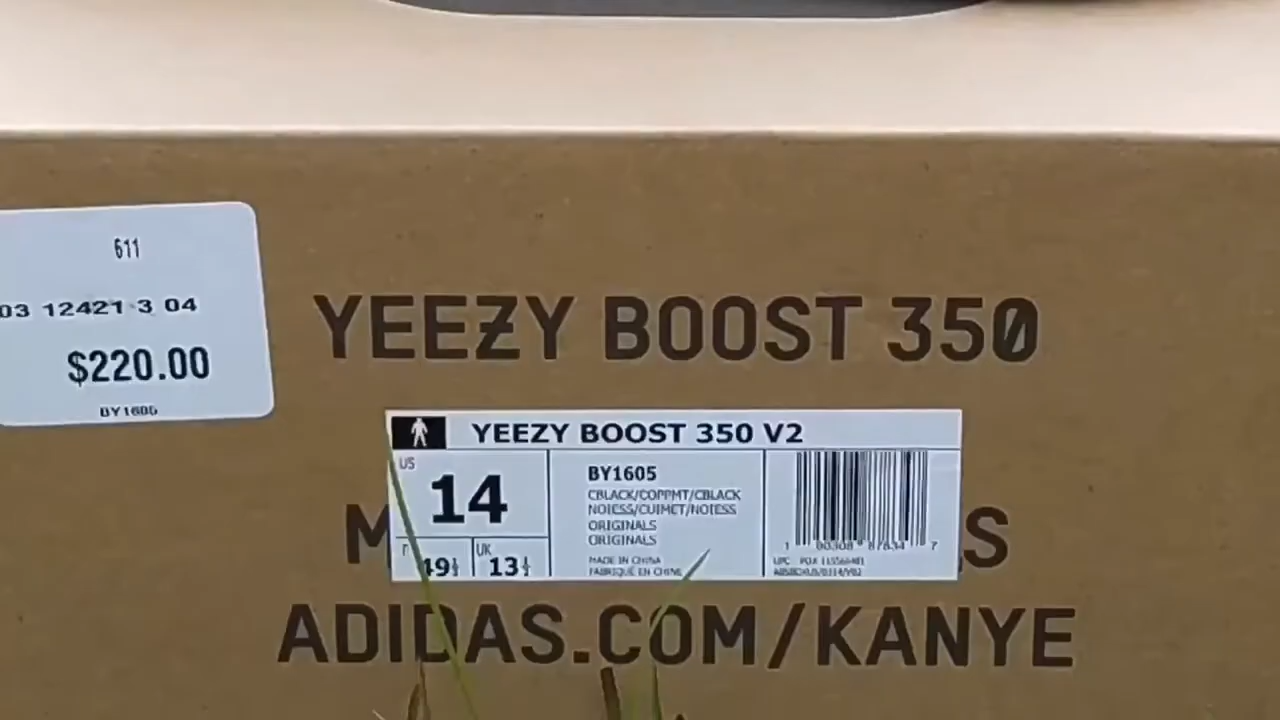 611
03 12421 3 04
$220.00
BY1605
YEEZY BOOST 350
YEEZY BOOST 350 V2
US
14
49½
UK
13½
BY1605
CBLACK/COPPMT/CBLACK
NOIESS/CUIMET/NOIESS
ORIGINALS
ORIGINALS
MADE IN CHINA
FABRIQUÉ EN CHINE
M S
ADIDAS.COM/KANYE